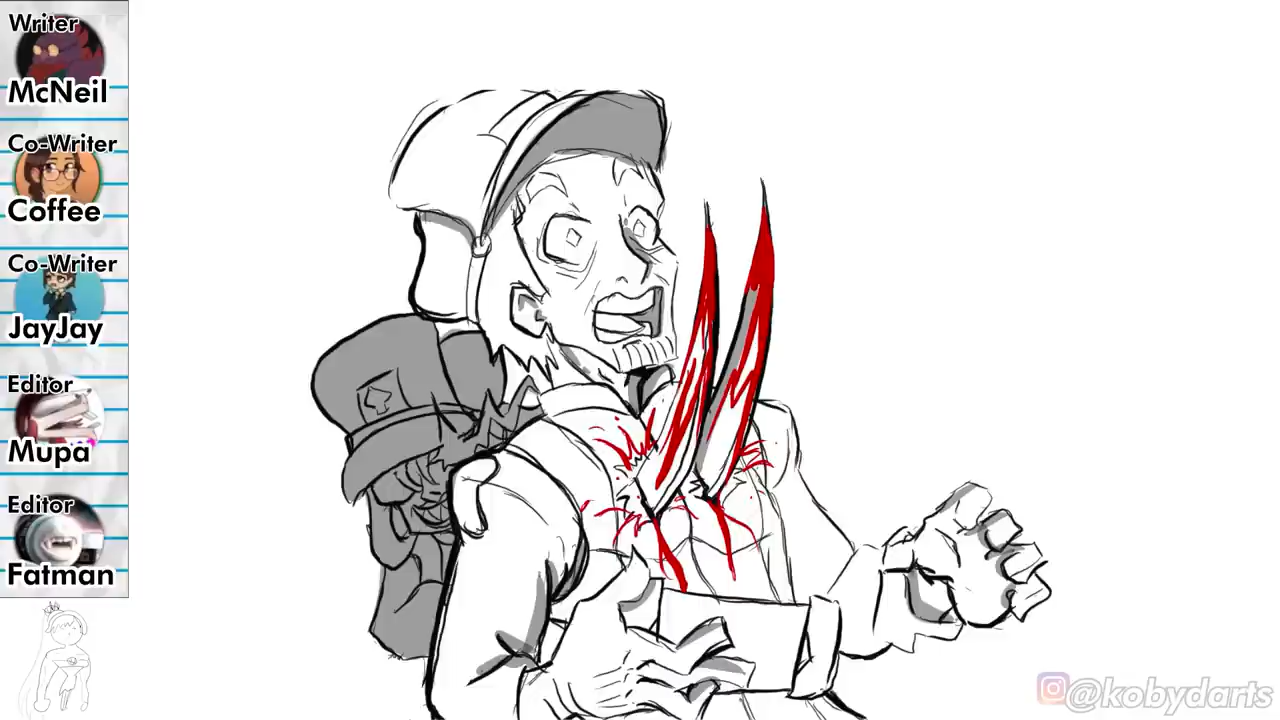 Writer
McNeil
Co-Writer
Coffee
Co-Writer
JayJay
Editor
Mupa
Editor
Fatman
@kobydarts